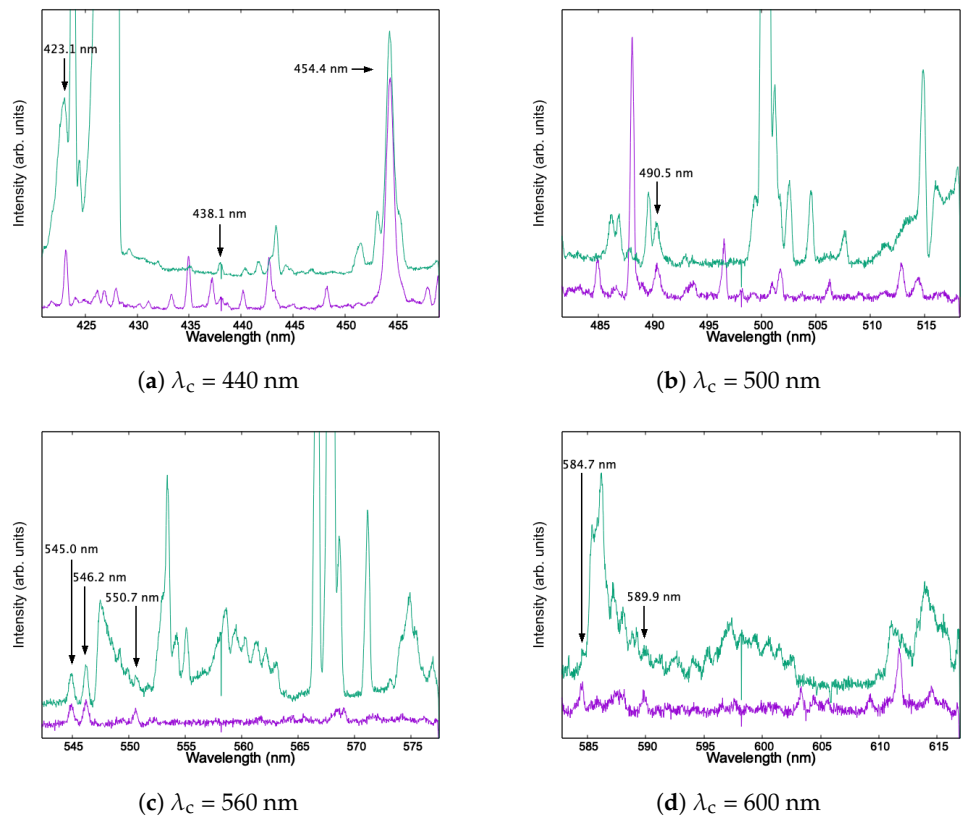 423.1 nm
454.4 nm
438.1 nm
Intensity (arb. units)
425 430 435 440 445 450 455
Wavelength (nm)
(a) λc = 440 nm
490.5 nm
Intensity (arb. units)
485 490 495 500 505 510 515
Wavelength (nm)
(b) λc = 500 nm
545.0 nm
546.2 nm
550.7 nm
Intensity (arb. units)
545 550 555 560 565 570 575
Wavelength (nm)
(c) λc = 560 nm
584.7 nm
589.9 nm
Intensity (arb. units)
585 590 595 600 605 610 615
Wavelength (nm)
(d) λc = 600 nm